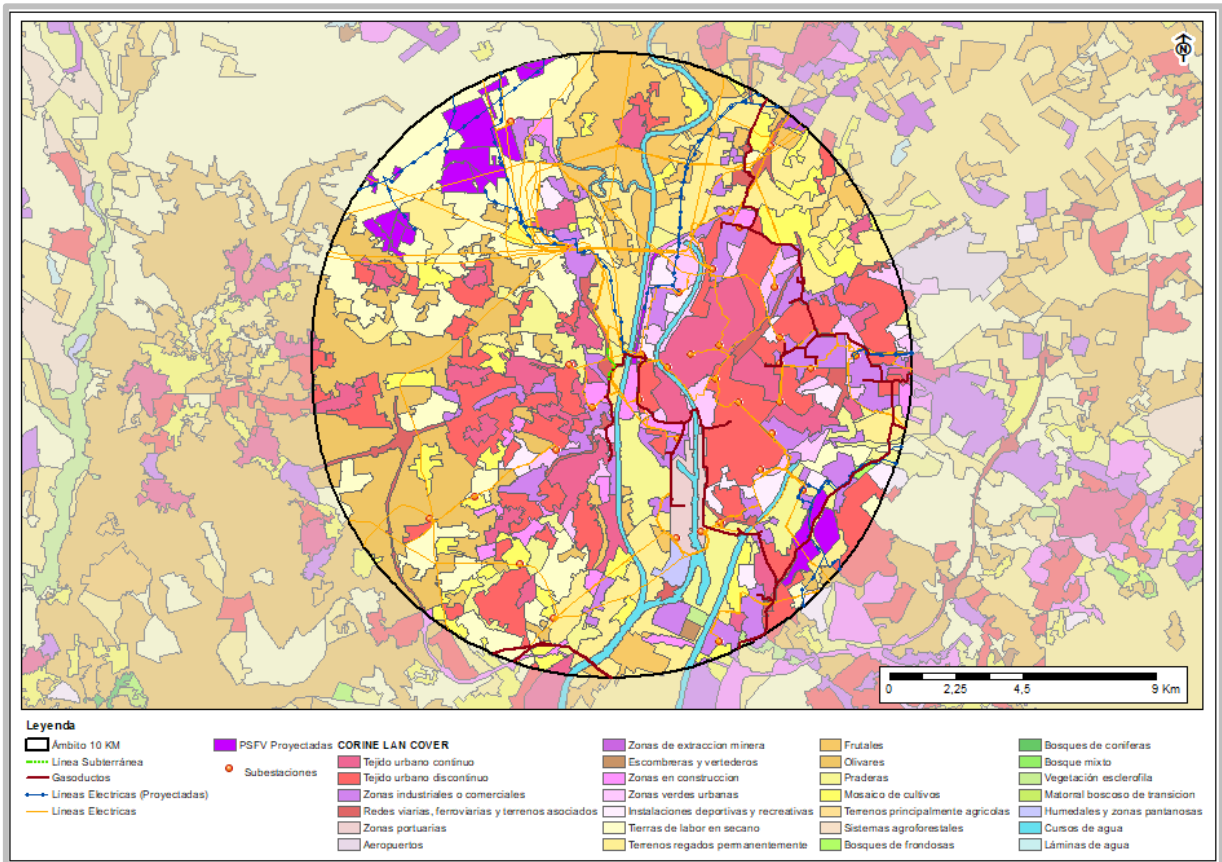 N
0 2,25 4,5 9 Km
Leyenda
Ámbito 10 KM
Línea Subterránea
Gasoductos
Líneas Electricas (Proyectadas)
Líneas Electricas
PSFV Proyectadas
Subestaciones
CORINE LAN COVER
Tejido urbano continuo
Tejido urbano discontinuo
Zonas industriales o comerciales
Redes viarias, ferroviarias y terrenos asociados
Zonas portuarias
Aeropuertos
Zonas de extraccion minera
Escombreras y vertederos
Zonas en construccion
Zonas verdes urbanas
Instalaciones deportivas y recreativas
Tierras de labor en secano
Terrenos regados permanentemente
Frutales
Olivares
Praderas
Mosaico de cultivos
Terrenos principalmente agricolas
Sistemas agroforestales
Bosques de frondosas
Bosques de coniferas
Bosque mixto
Vegetación esclerofila
Matorral boscoso de transicion
Humedales y zonas pantanosas
Cursos de agua
Láminas de agua